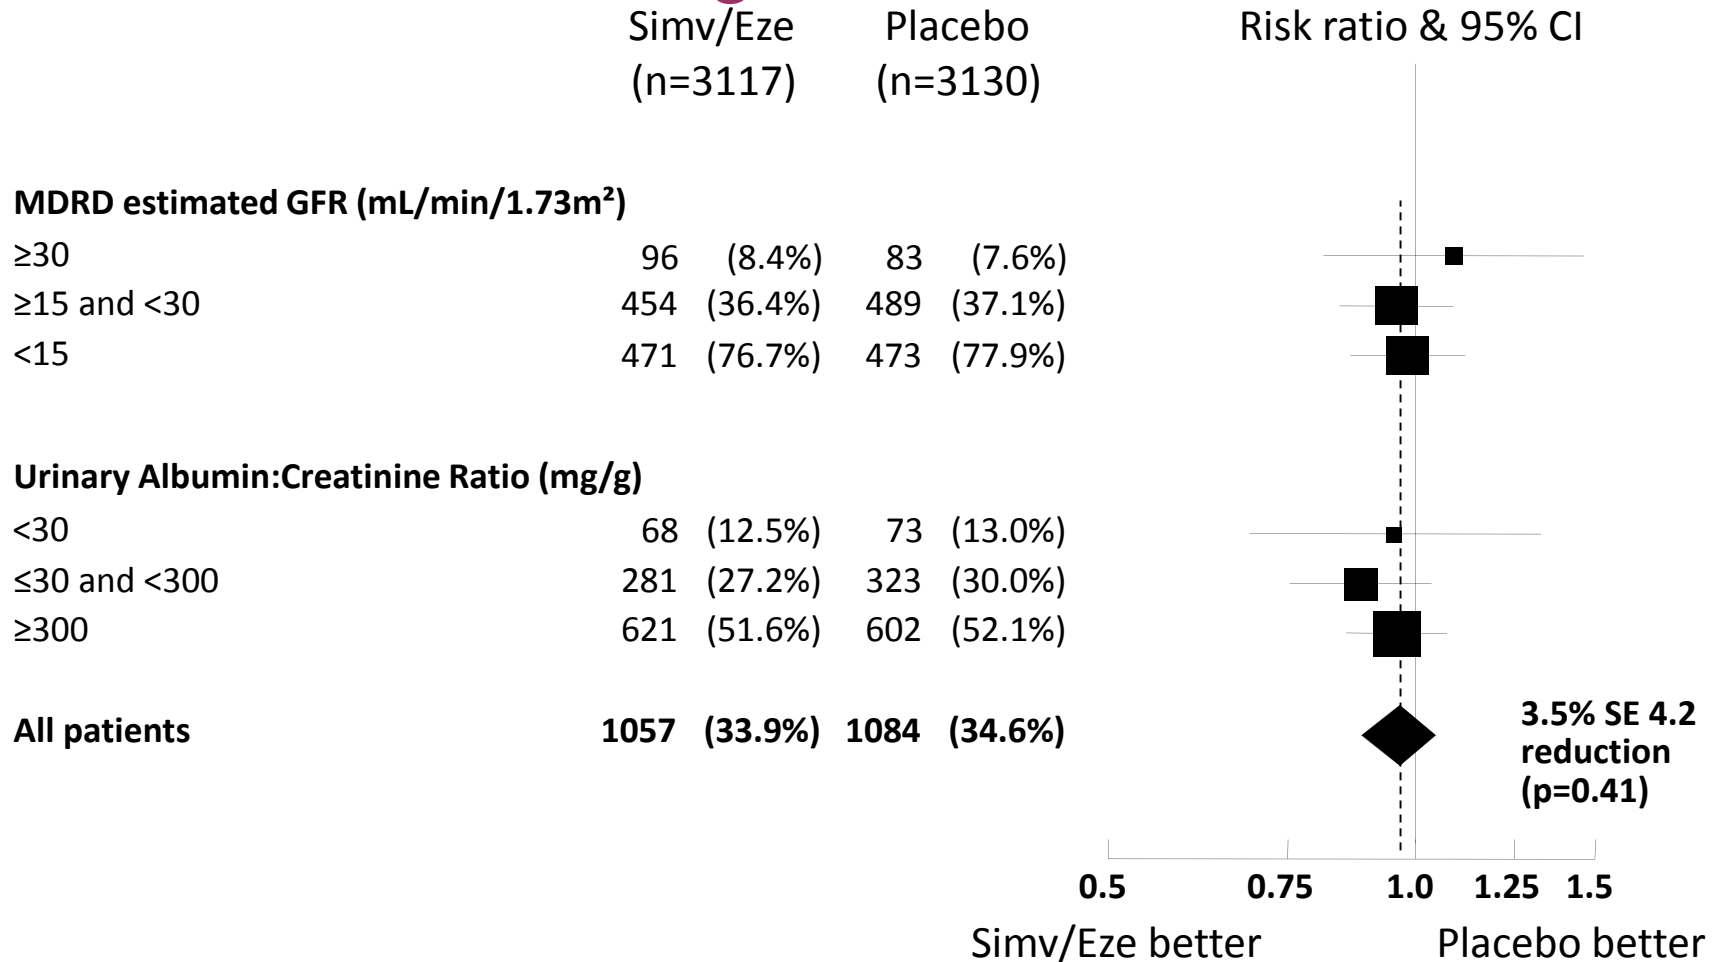 Simv/Eze Placebo Risk ratio & 95% CI
(n=3117) (n=3130)
MDRD estimated GFR (mL/min/1.73m²)
≥30 96 (8.4%) 83 (7.6%)
≥15 and <30 454 (36.4%) 489 (37.1%)
<15 471 (76.7%) 473 (77.9%)
Urinary Albumin:Creatinine Ratio (mg/g)
<30 68 (12.5%) 73 (13.0%)
≤30 and <300 281 (27.2%) 323 (30.0%)
≥300 621 (51.6%) 602 (52.1%)
All patients 1057 (33.9%) 1084 (34.6%)
3.5% SE 4.2
reduction
(p=0.41)
0.5 0.75 1.0 1.25 1.5
Simv/Eze better Placebo better